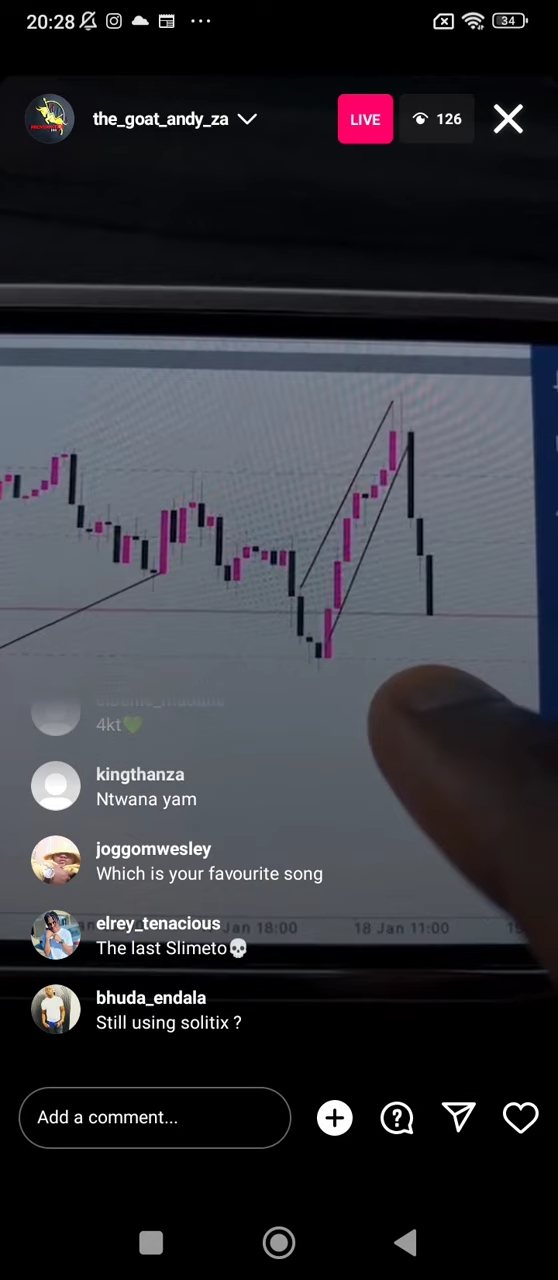 20:28
34
the_goat_andy_za
LIVE
126
4kt💚
kingthanza
Ntwana yam
joggomwesley
Which is your favourite song
elrey_tenacious
Jan 18:00
18 Jan 11:00
The last Slimeto💀
bhuda_endala
Still using solitix ?
Add a comment...